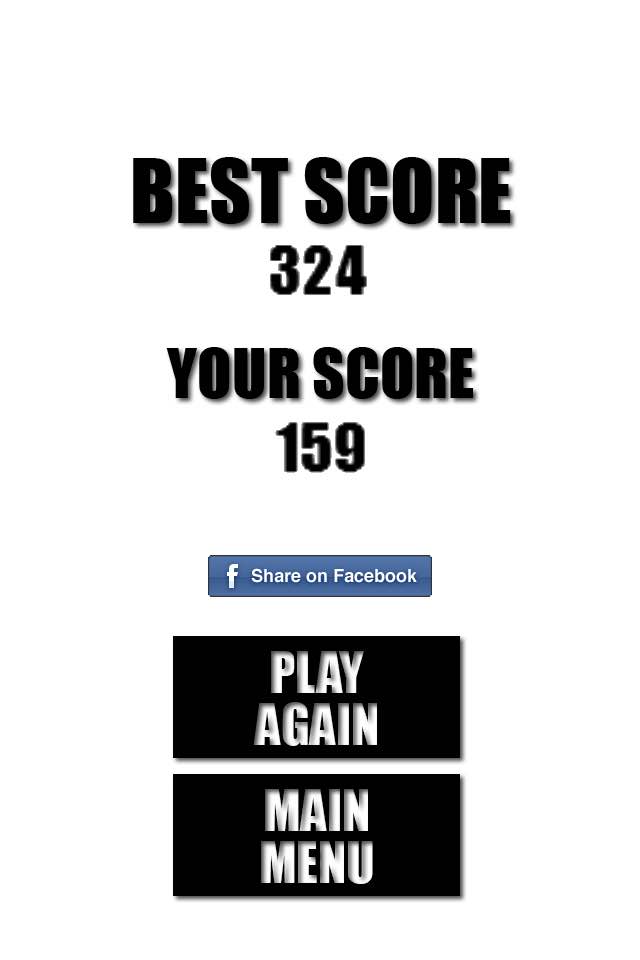 BEST SCORE
324
YOUR SCORE
159
f Share on Facebook
PLAY
AGAIN
MAIN
MENU